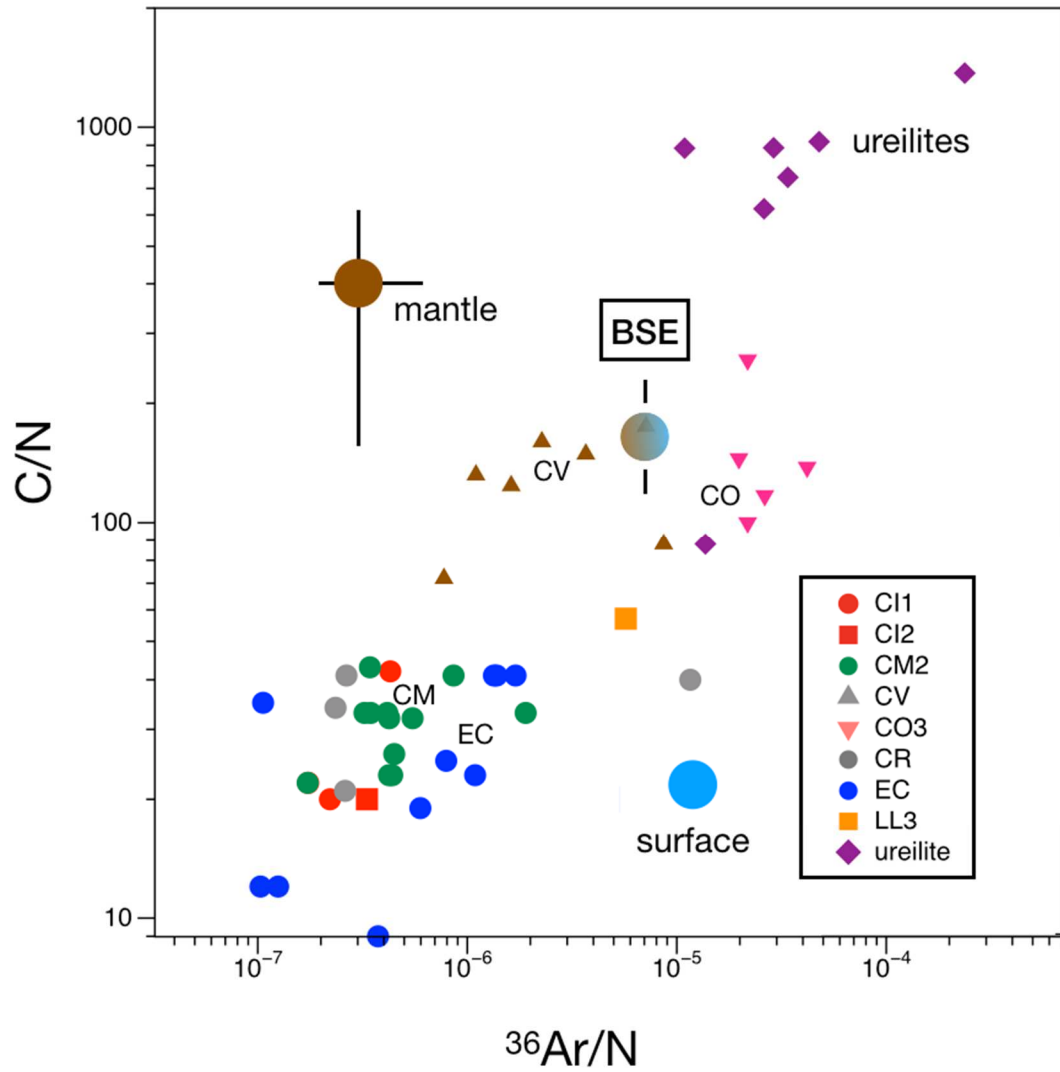 1000
100
10
C/N
ureilites
mantle
BSE
CV
CO
CM
EC
surface
CI1
CI2
CM2
CV
CO3
CR
EC
LL3
ureilite
10⁻⁷
10⁻⁶
10⁻⁵
10⁻⁴
³⁶Ar/N